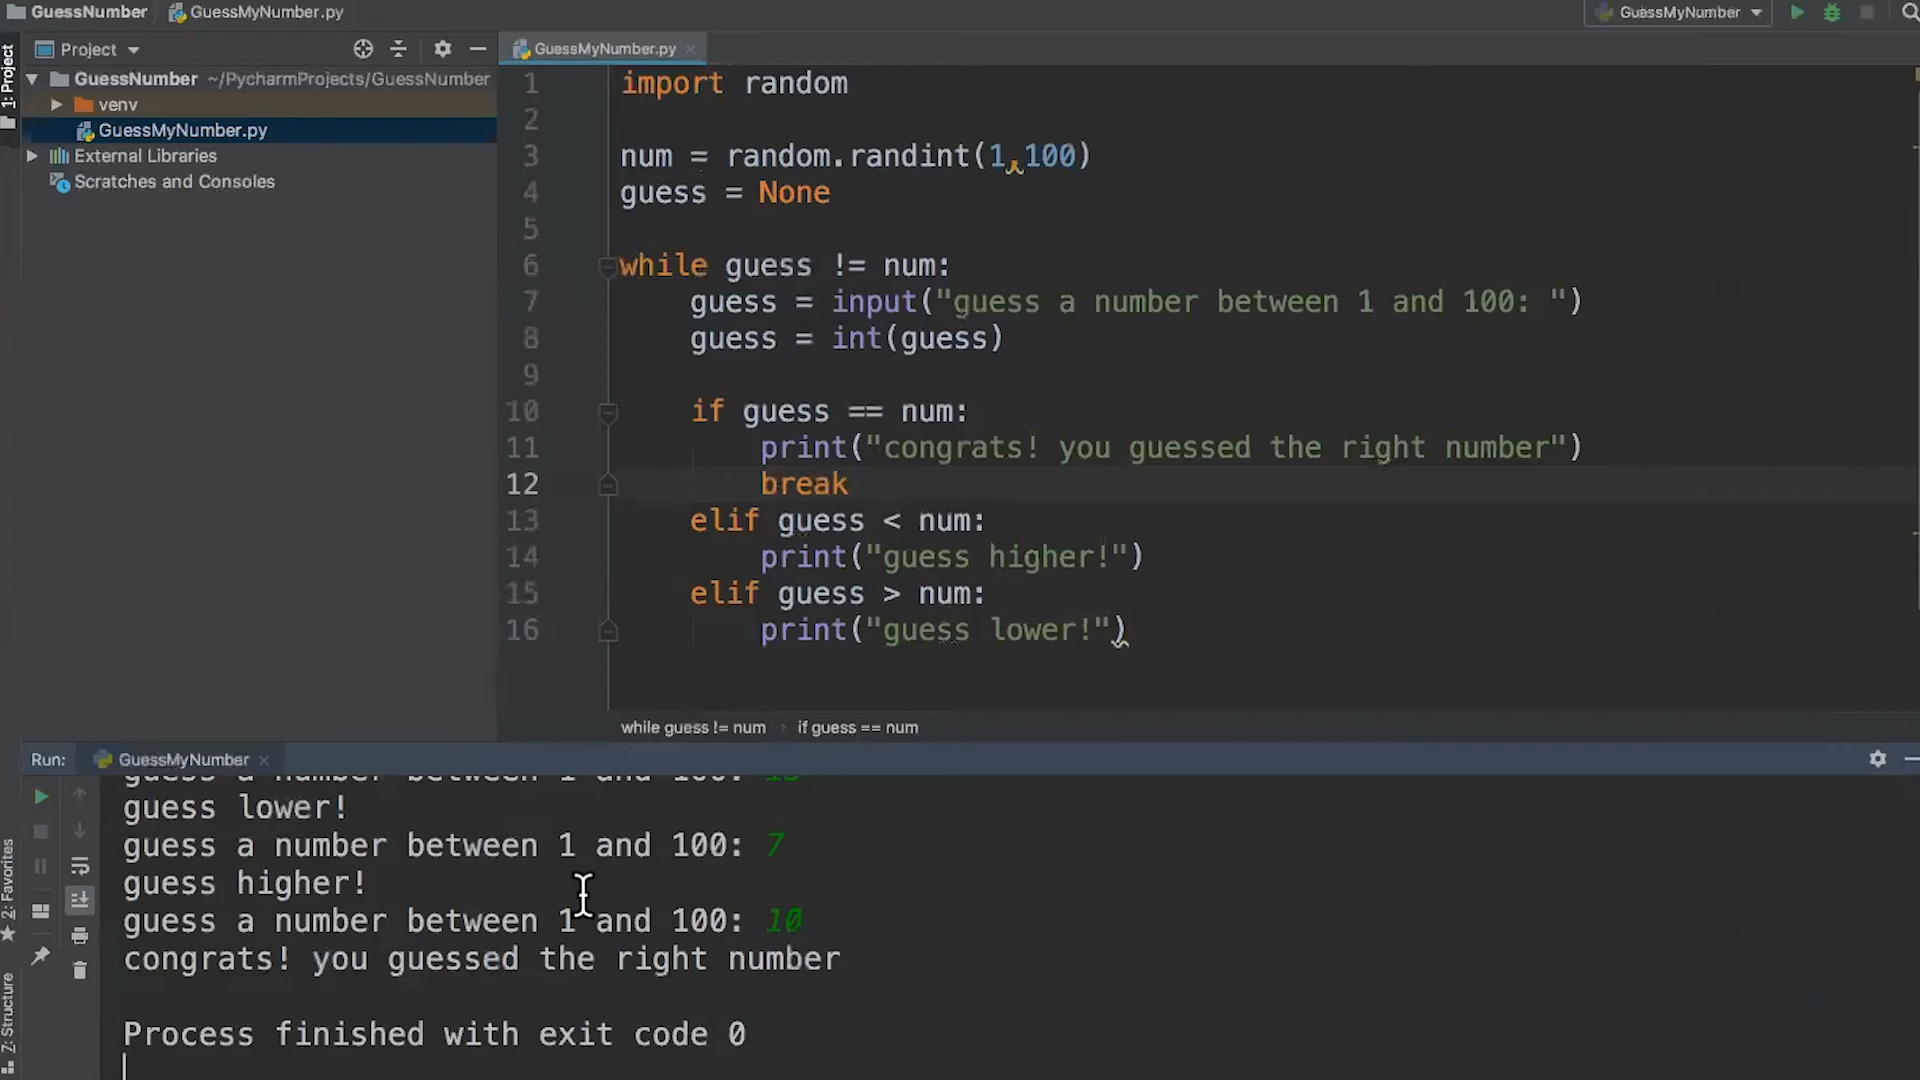 GuessNumber
GuessMyNumber.py
GuessMyNumber
1: Project
Project
GuessNumber ~/PycharmProjects/GuessNumber
venv
GuessMyNumber.py
External Libraries
Scratches and Consoles
GuessMyNumber.py
1 import random
2
3 num = random.randint(1,100)
4 guess = None
5
6 while guess != num:
7 guess = input("guess a number between 1 and 100: ")
8 guess = int(guess)
9
10 if guess == num:
11 print("congrats! you guessed the right number")
12 break
13 elif guess < num:
14 print("guess higher!")
15 elif guess > num:
16 print("guess lower!")
while guess != num
if guess == num
Run:
GuessMyNumber
guess a number between 1 and 100:
guess lower!
guess a number between 1 and 100: 7
guess higher!
guess a number between 1 and 100: 10
congrats! you guessed the right number
Process finished with exit code 0
2: Favorites
Z: Structure